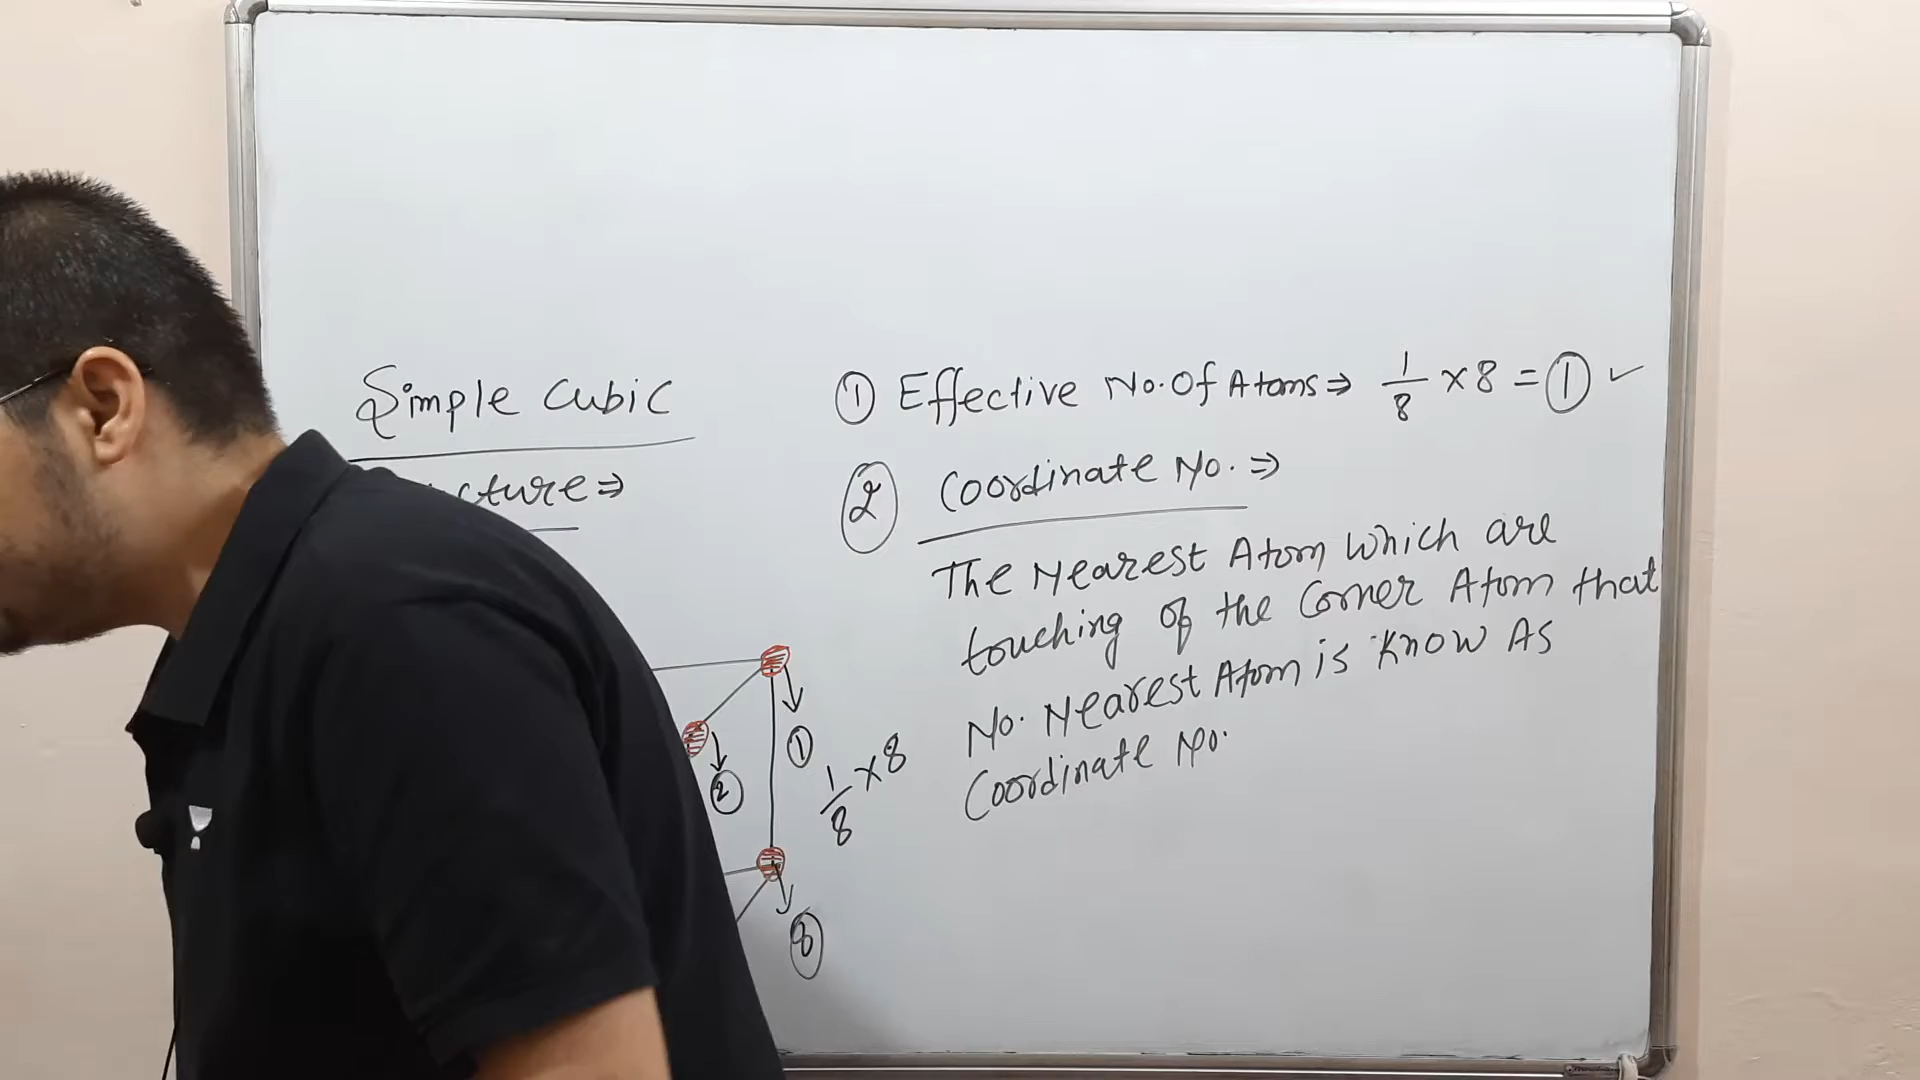 Simple Cubic
cture ⇒
① Effective No. Of Atoms ⇒ 1/8 × 8 = ① ✓
② Coordinate No. ⇒
The Nearest Atom Which are
touching of the Corner Atom that
No. Nearest Atom is Know As
Coordinate No.
①
②
1/8 × 8
⑧